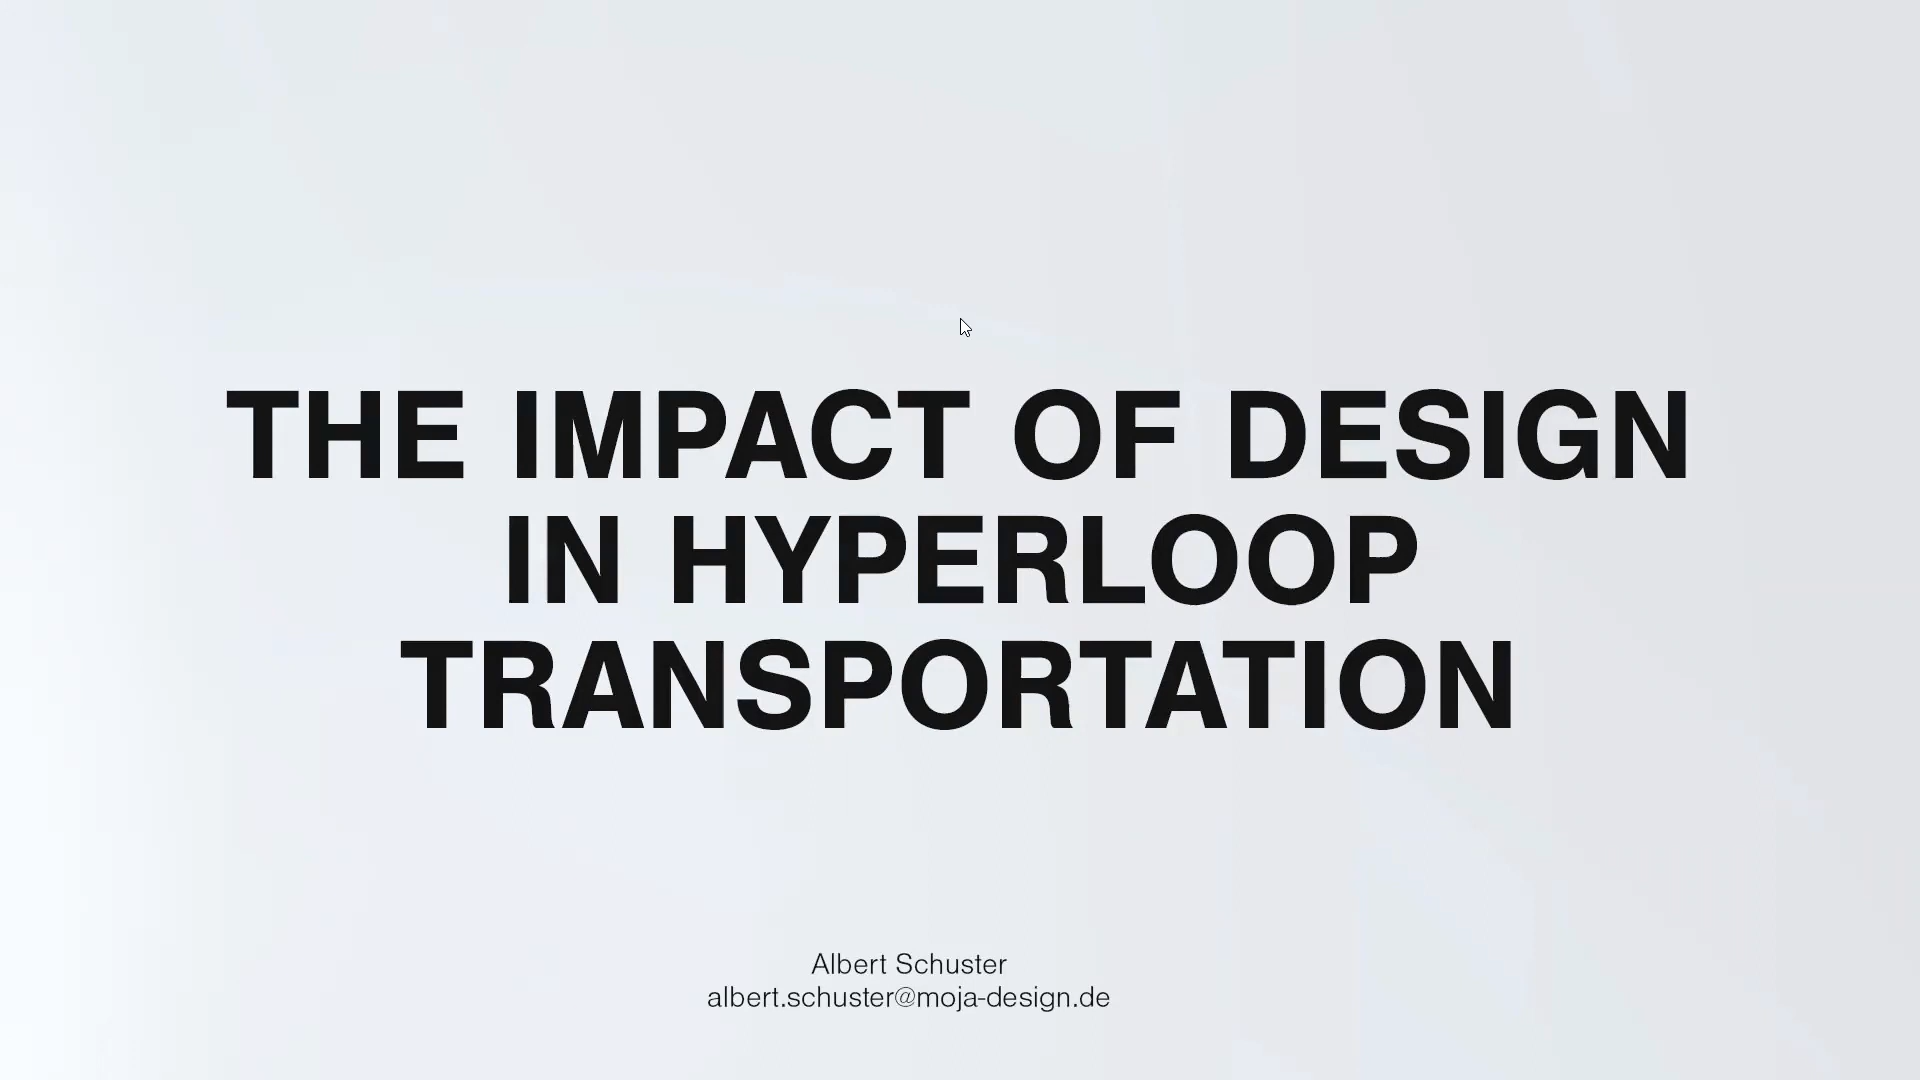 THE IMPACT OF DESIGN
IN HYPERLOOP
TRANSPORTATION
Albert Schuster
albert.schuster@moja-design.de